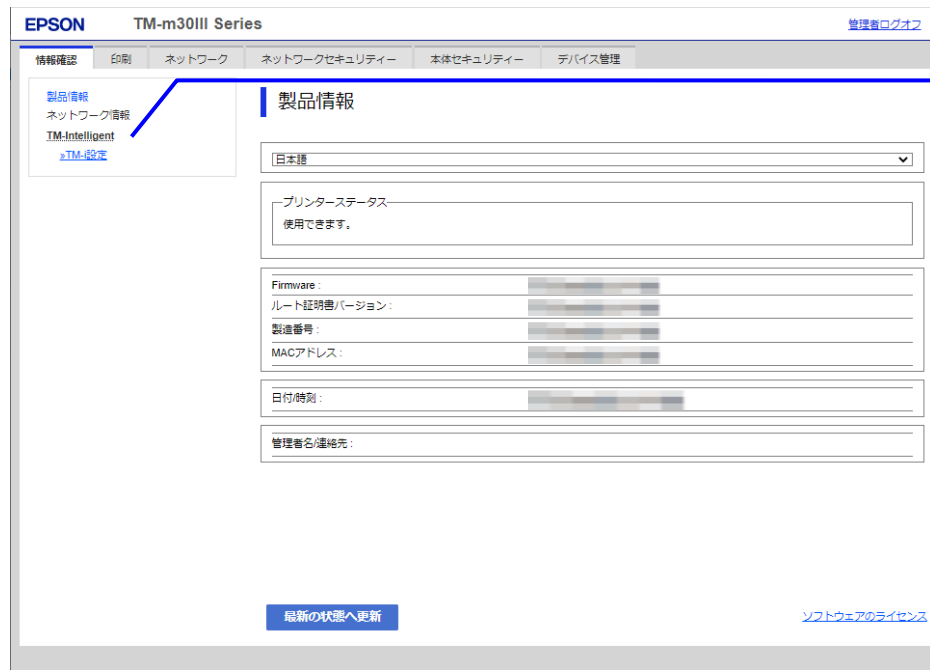 EPSON TM-m30III Series 管理者ログオフ
情報確認 印刷 ネットワーク ネットワークセキュリティー 本体セキュリティー デバイス管理
製品情報
ネットワーク情報
TM-Intelligent
»TM-i設定
製品情報
日本語
プリンターステータス
使用できます。
Firmware :
ルート証明書バージョン :
製造番号 :
MACアドレス :
日付/時刻 :
管理者名/連絡先 :
最新の状態へ更新
ソフトウェアのライセンス